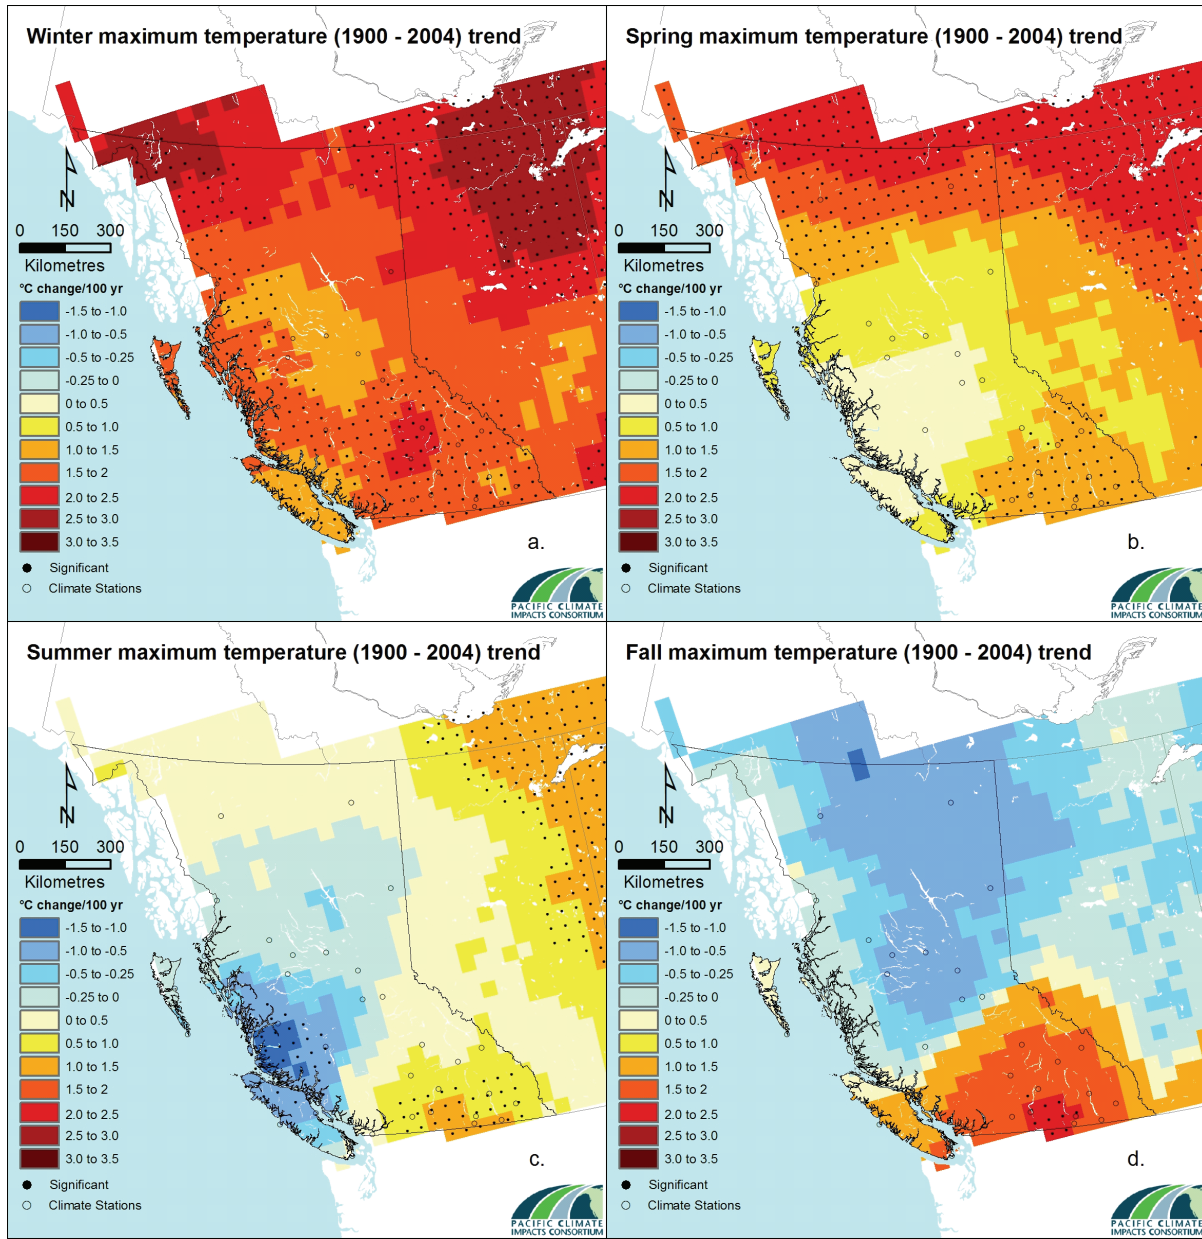 Winter maximum temperature (1900 - 2004) trend
N
0 150 300
Kilometres
°C change/100 yr
-1.5 to -1.0
-1.0 to -0.5
-0.5 to -0.25
-0.25 to 0
0 to 0.5
0.5 to 1.0
1.0 to 1.5
1.5 to 2
2.0 to 2.5
2.5 to 3.0
3.0 to 3.5
Significant
Climate Stations
a.
PACIFIC CLIMATE
IMPACTS CONSORTIUM
Spring maximum temperature (1900 - 2004) trend
N
0 150 300
Kilometres
°C change/100 yr
-1.5 to -1.0
-1.0 to -0.5
-0.5 to -0.25
-0.25 to 0
0 to 0.5
0.5 to 1.0
1.0 to 1.5
1.5 to 2
2.0 to 2.5
2.5 to 3.0
3.0 to 3.5
Significant
Climate Stations
b.
PACIFIC CLIMATE
IMPACTS CONSORTIUM
Summer maximum temperature (1900 - 2004) trend
N
0 150 300
Kilometres
°C change/100 yr
-1.5 to -1.0
-1.0 to -0.5
-0.5 to -0.25
-0.25 to 0
0 to 0.5
0.5 to 1.0
1.0 to 1.5
1.5 to 2
2.0 to 2.5
2.5 to 3.0
3.0 to 3.5
Significant
Climate Stations
c.
PACIFIC CLIMATE
IMPACTS CONSORTIUM
Fall maximum temperature (1900 - 2004) trend
N
0 150 300
Kilometres
°C change/100 yr
-1.5 to -1.0
-1.0 to -0.5
-0.5 to -0.25
-0.25 to 0
0 to 0.5
0.5 to 1.0
1.0 to 1.5
1.5 to 2
2.0 to 2.5
2.5 to 3.0
3.0 to 3.5
Significant
Climate Stations
d.
PACIFIC CLIMATE
IMPACTS CONSORTIUM